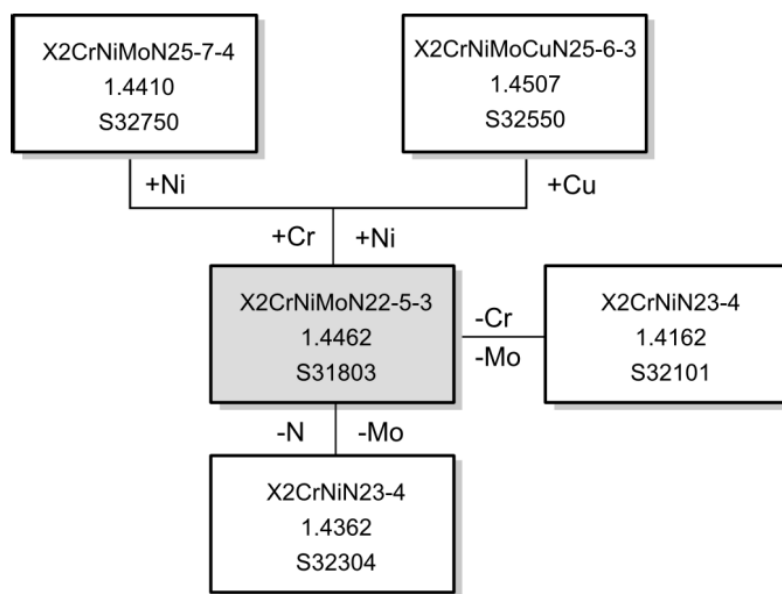 X2CrNiMoN25-7-4
1.4410
S32750
X2CrNiMoCuN25-6-3
1.4507
S32550
+Ni
+Cu
+Cr
+Ni
X2CrNiMoN22-5-3
1.4462
S31803
-Cr
-Mo
X2CrNiN23-4
1.4162
S32101
-N
-Mo
X2CrNiN23-4
1.4362
S32304